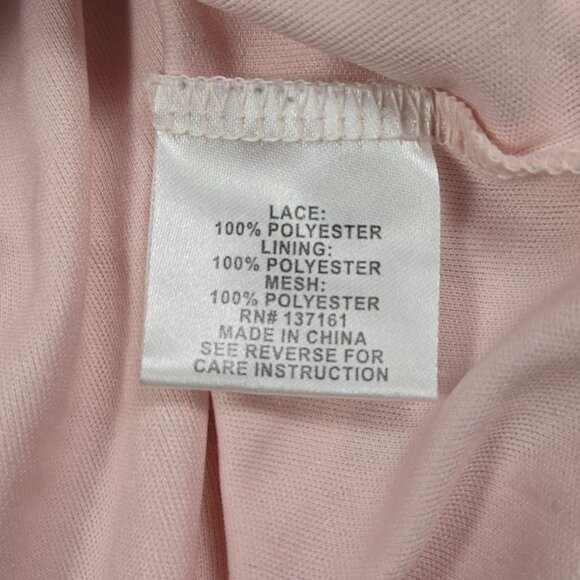 LACE:
100% POLYESTER
LINING:
100% POLYESTER
MESH:
100% POLYESTER
RN# 137161
MADE IN CHINA
SEE REVERSE FOR
CARE INSTRUCTION